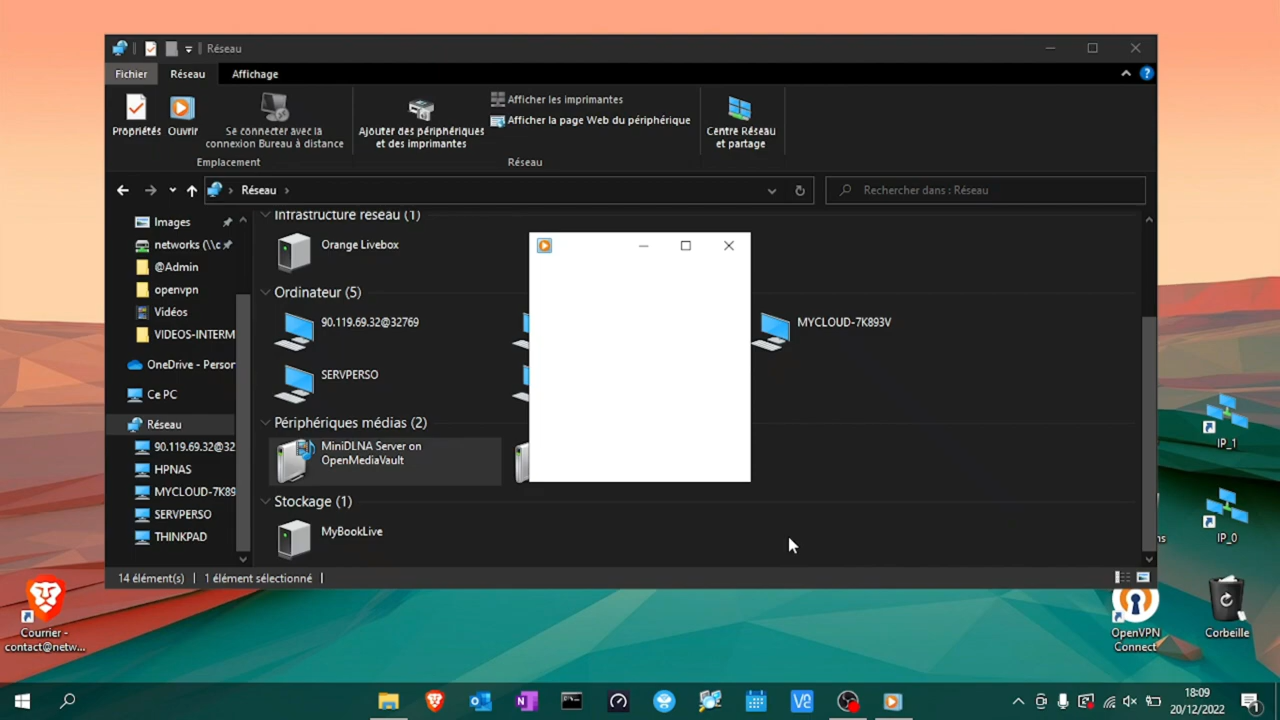 Réseau
Fichier Réseau Affichage
Propriétés
Ouvrir
Se connecter avec la
connexion Bureau à distance
Emplacement
Ajouter des périphériques
et des imprimantes
Afficher les imprimantes
Afficher la page Web du périphérique
Réseau
Centre Réseau
et partage
Réseau
Rechercher dans : Réseau
Images
networks (\\c
@Admin
openvpn
Vidéos
VIDEOS-INTERM
OneDrive - Person
Ce PC
Réseau
90.119.69.32@32
HPNAS
MYCLOUD-7K89
SERVPERSO
THINKPAD
Infrastructure réseau (1)
Orange Livebox
Ordinateur (5)
90.119.69.32@32769
MYCLOUD-7K893V
SERVPERSO
Périphériques médias (2)
MiniDLNA Server on
OpenMediaVault
Stockage (1)
MyBookLive
14 élément(s) 1 élément sélectionné
IP_1
IP_0
Courrier -
contact@netw...
OpenVPN
Connect
Corbeille
18:09
20/12/2022